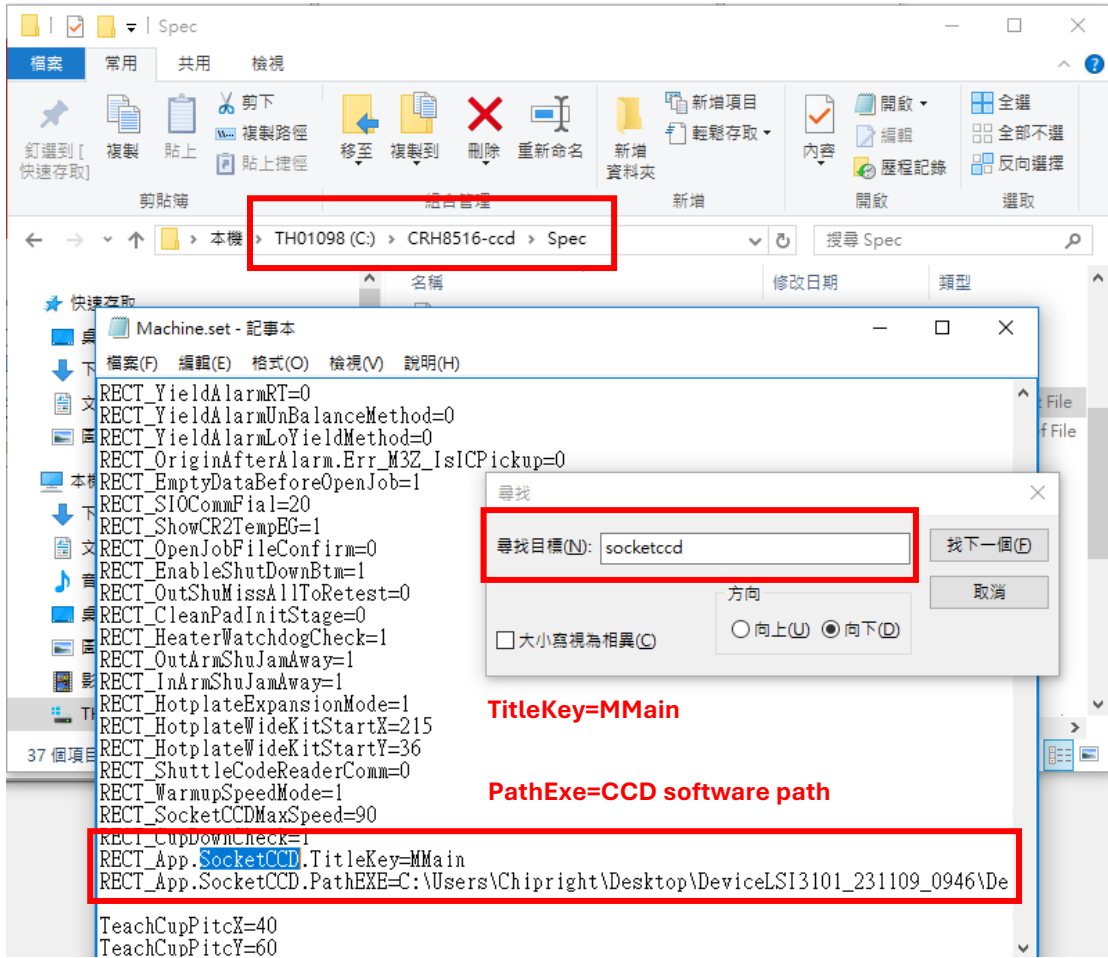 Spec
檔案 常用 共用 檢視
釘選到 [
快速存取]
複製
貼上
剪下
複製路徑
貼上捷徑
剪貼簿
移至
複製到
刪除
重新命名
組合管理
新增
資料夾
新增項目
輕鬆存取
新增
內容
開啟
編輯
歷程記錄
開啟
全選
全部不選
反向選擇
選取
本機 › TH01098 (C:) › CRH8516-ccd › Spec
搜尋 Spec
名稱 修改日期 類型
快速存取
File
File
37 個項目
Machine.set - 記事本
檔案(F) 編輯(E) 格式(O) 檢視(V) 說明(H)
RECT_YieldAlarmRT=0
RECT_YieldAlarmUnBalanceMethod=0
RECT_YieldAlarmLoYieldMethod=0
RECT_OriginAfterAlarm.Err_M3Z_IsICPickup=0
RECT_EmptyDataBeforeOpenJob=1
RECT_SIOCommFial=20
RECT_ShowCR2TempEG=1
RECT_OpenJobFileConfirm=0
RECT_EnableShutDownBtm=1
RECT_OutShuMissAllToRetest=0
RECT_CleanPadInitStage=0
RECT_HeaterWatchdogCheck=1
RECT_OutArmShuJamAway=1
RECT_InArmShuJamAway=1
RECT_HotplateExpansionMode=1
RECT_HotplateWideKitStartX=215
RECT_HotplateWideKitStartY=36
RECT_ShuttleCodeReaderComm=0
RECT_WarmupSpeedMode=1
RECT_SocketCCDMaxSpeed=90
RECT_CupDownCheck=1
RECT_App.SocketCCD.TitleKey=MMain
RECT_App.SocketCCD.PathEXE=C:\Users\Chipright\Desktop\DeviceLSI3101_231109_0946\De
TeachCupPitcX=40
TeachCupPitcY=60
尋找
尋找目標(N): socketccd
找下一個(F)
取消
方向
向上(U) 向下(D)
大小寫視為相異(C)
TitleKey=MMain
PathExe=CCD software path